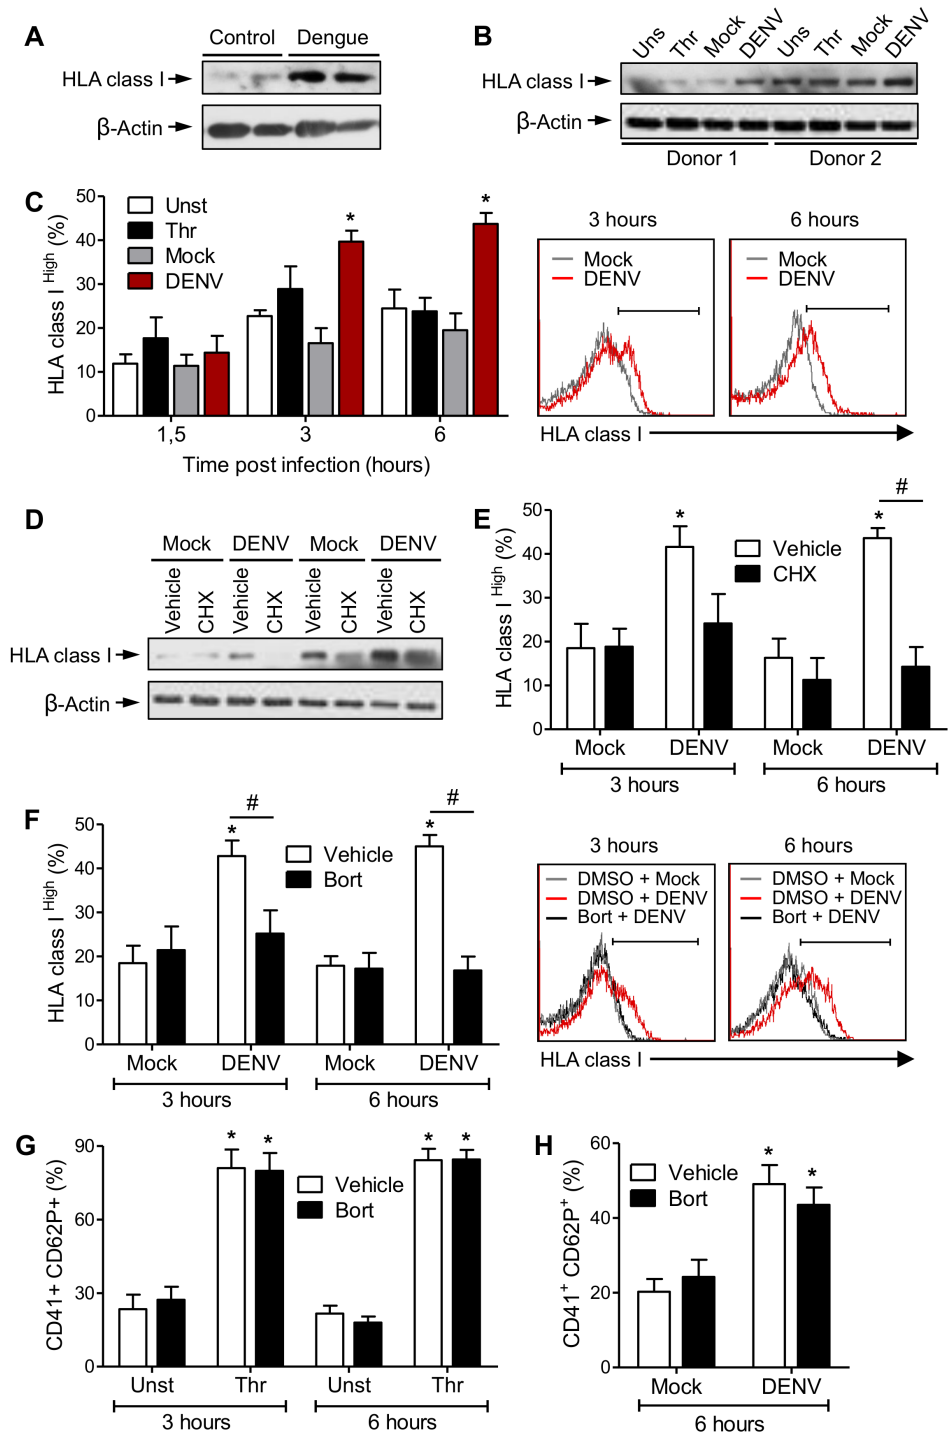 A
Control Dengue
HLA class I
β-Actin
B
Uns Thr Mock DENV Uns Thr Mock DENV
HLA class I
β-Actin
Donor 1 Donor 2
C
HLA class I High (%)
50
40
30
20
10
0
Unst
Thr
Mock
DENV
* *
1,5 3 6
Time post infection (hours)
3 hours 6 hours
Mock
DENV
Mock
DENV
HLA class I
D
Mock DENV Mock DENV
Vehicle CHX Vehicle CHX Vehicle CHX Vehicle CHX
HLA class I
β-Actin
E
HLA class I High (%)
50
40
30
20
10
0
* * #
Vehicle
CHX
Mock DENV Mock DENV
3 hours 6 hours
F
HLA class I High (%)
50
40
30
20
10
0
* # * #
Vehicle
Bort
Mock DENV Mock DENV
3 hours 6 hours
3 hours 6 hours
DMSO + Mock
DMSO + DENV
Bort + DENV
DMSO + Mock
DMSO + DENV
Bort + DENV
HLA class I
G
CD41+ CD62P+ (%)
90
60
30
0
* * * *
Vehicle
Bort
Unst Thr Unst Thr
3 hours 6 hours
H
CD41+ CD62P+ (%)
60
40
20
0
* *
Vehicle
Bort
Mock DENV
6 hours